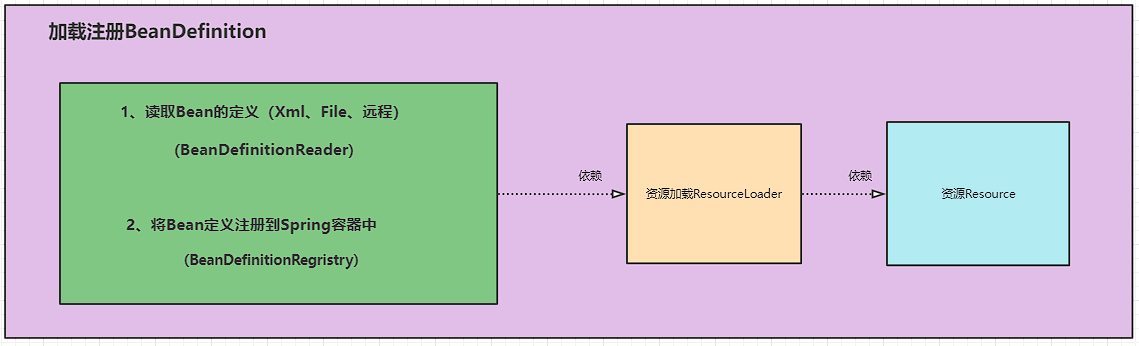 加载注册BeanDefinition
1、读取Bean的定义（Xml、File、远程）
（BeanDefinitionReader）
2、将Bean定义注册到Spring容器中
（BeanDefinitionRegristry）
依赖
资源加载ResourceLoader
依赖
资源Resource